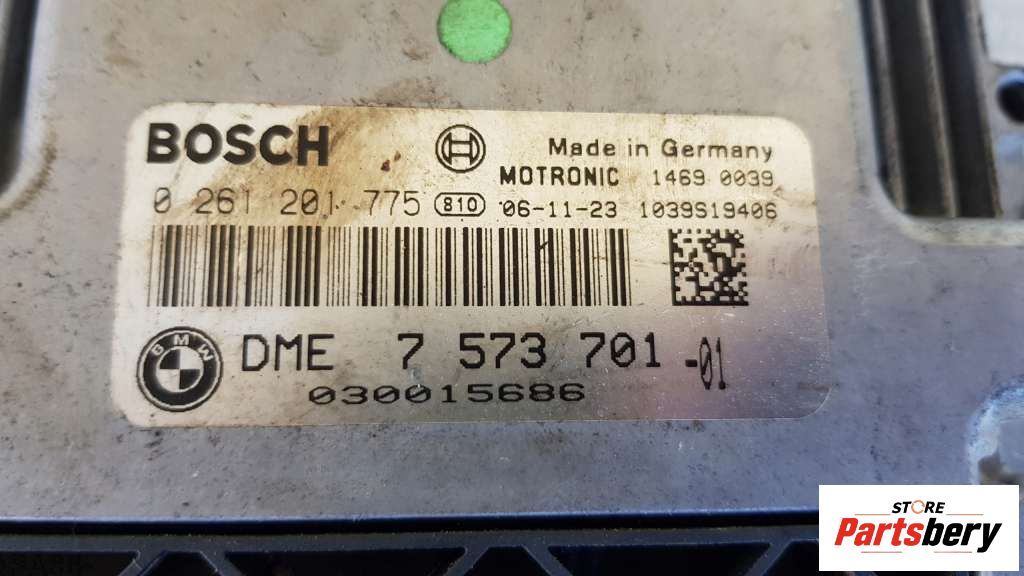 BOSCH
Made in Germany
MOTRONIC 1469 0039
0 261 201 775 810 06-11-23 1039S19406
BMW
DME 7 573 701 -01
030015686
STORE
Partsbery